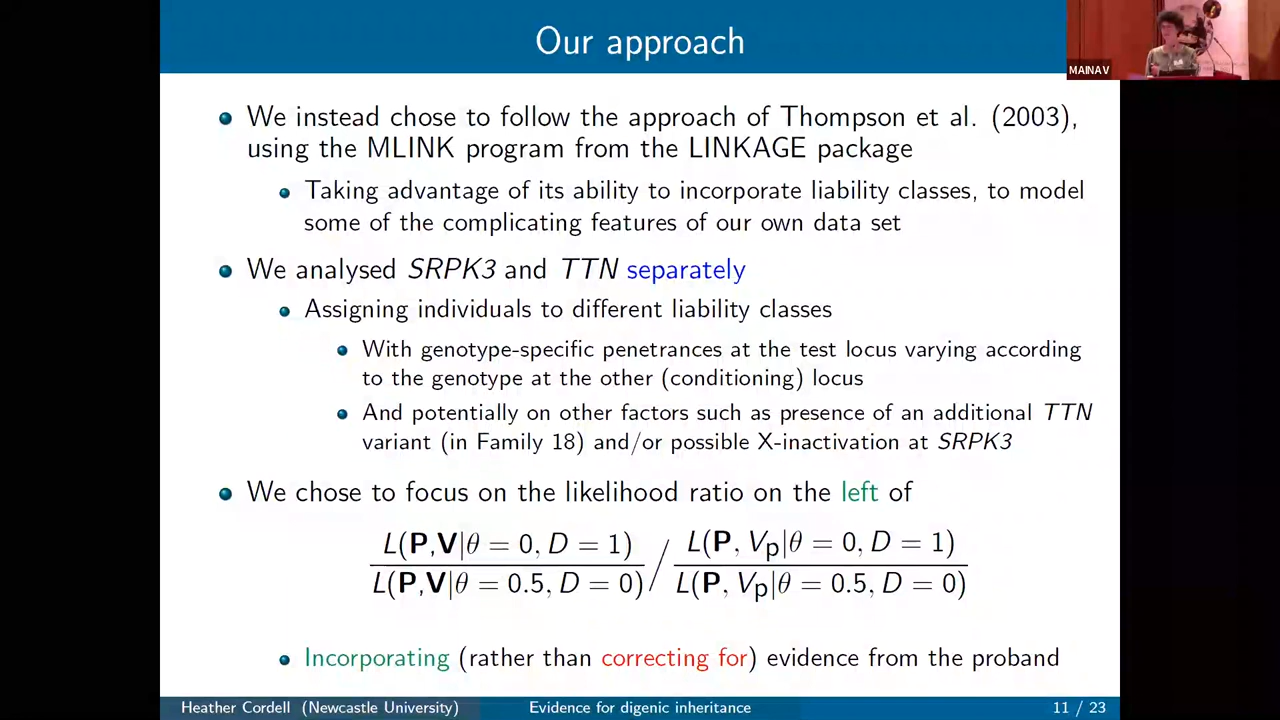 Our approach
MAINAV
We instead chose to follow the approach of Thompson et al. (2003),
using the MLINK program from the LINKAGE package
Taking advantage of its ability to incorporate liability classes, to model
some of the complicating features of our own data set
We analysed SRPK3 and TTN separately
Assigning individuals to different liability classes
With genotype-specific penetrances at the test locus varying according
to the genotype at the other (conditioning) locus
And potentially on other factors such as presence of an additional TTN
variant (in Family 18) and/or possible X-inactivation at SRPK3
We chose to focus on the likelihood ratio on the left of
L(P,V|θ = 0, D = 1) / L(P, Vp|θ = 0, D = 1)
L(P,V|θ = 0.5, D = 0) / L(P, Vp|θ = 0.5, D = 0)
Incorporating (rather than correcting for) evidence from the proband
Heather Cordell (Newcastle University) Evidence for digenic inheritance 11 / 23